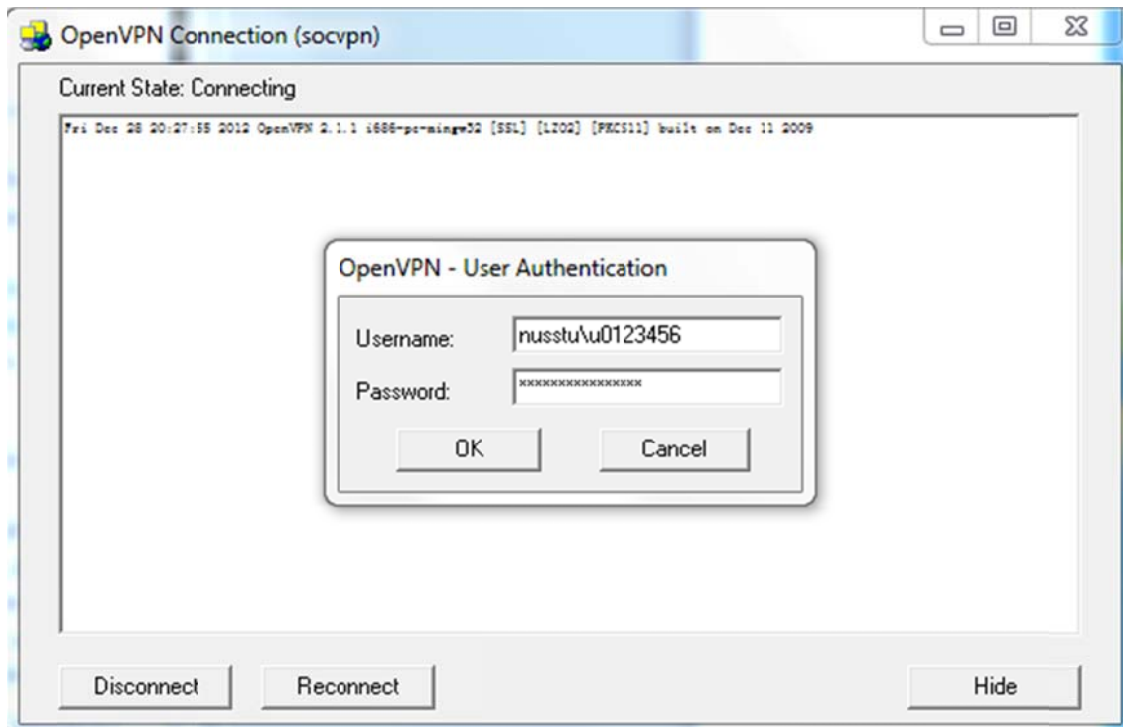 OpenVPN Connection (socvpn)
Current State: Connecting
Fri Dec 28 20:27:55 2012 OpenVPN 2.1.1 i686-pc-mingw32 [SSL] [LZO2] [PKCS11] built on Dec 11 2009
OpenVPN - User Authentication
Username: nusstu\u0123456
Password: ****************
OK Cancel
Disconnect Reconnect Hide